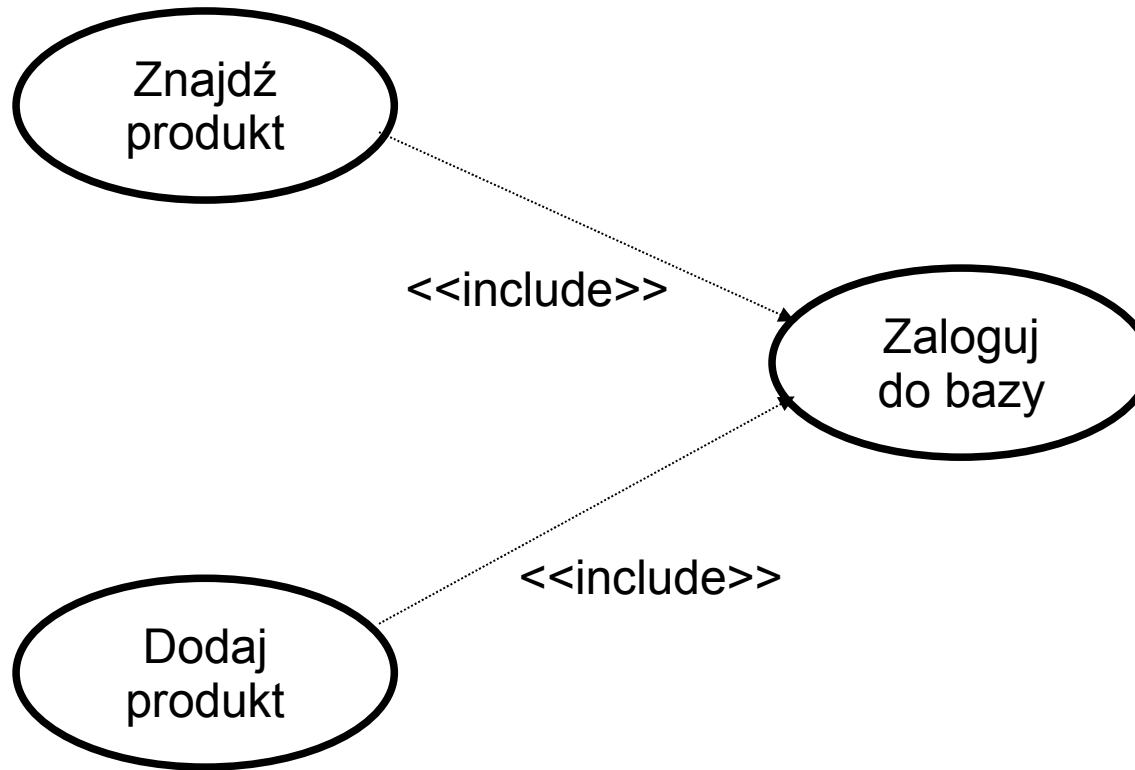 Znajdź
produkt
<<include>>
Zaloguj
do bazy
<<include>>
Dodaj
produkt